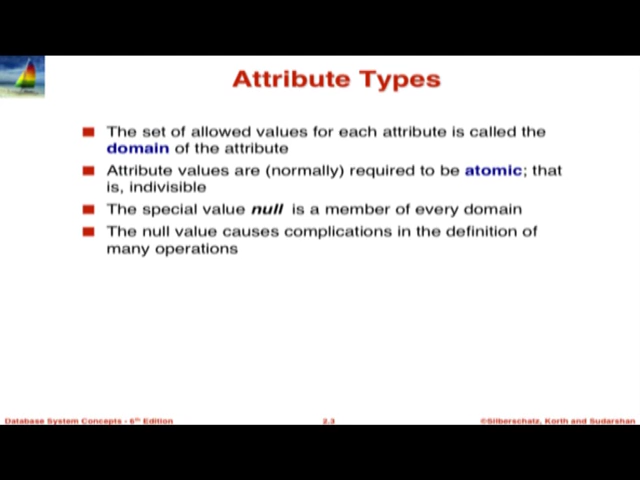 Attribute Types
The set of allowed values for each attribute is called the
domain of the attribute
Attribute values are (normally) required to be atomic; that
is, indivisible
The special value null is a member of every domain
The null value causes complications in the definition of
many operations
Database System Concepts - 6th Edition
2.3
©Silberschatz, Korth and Sudarshan